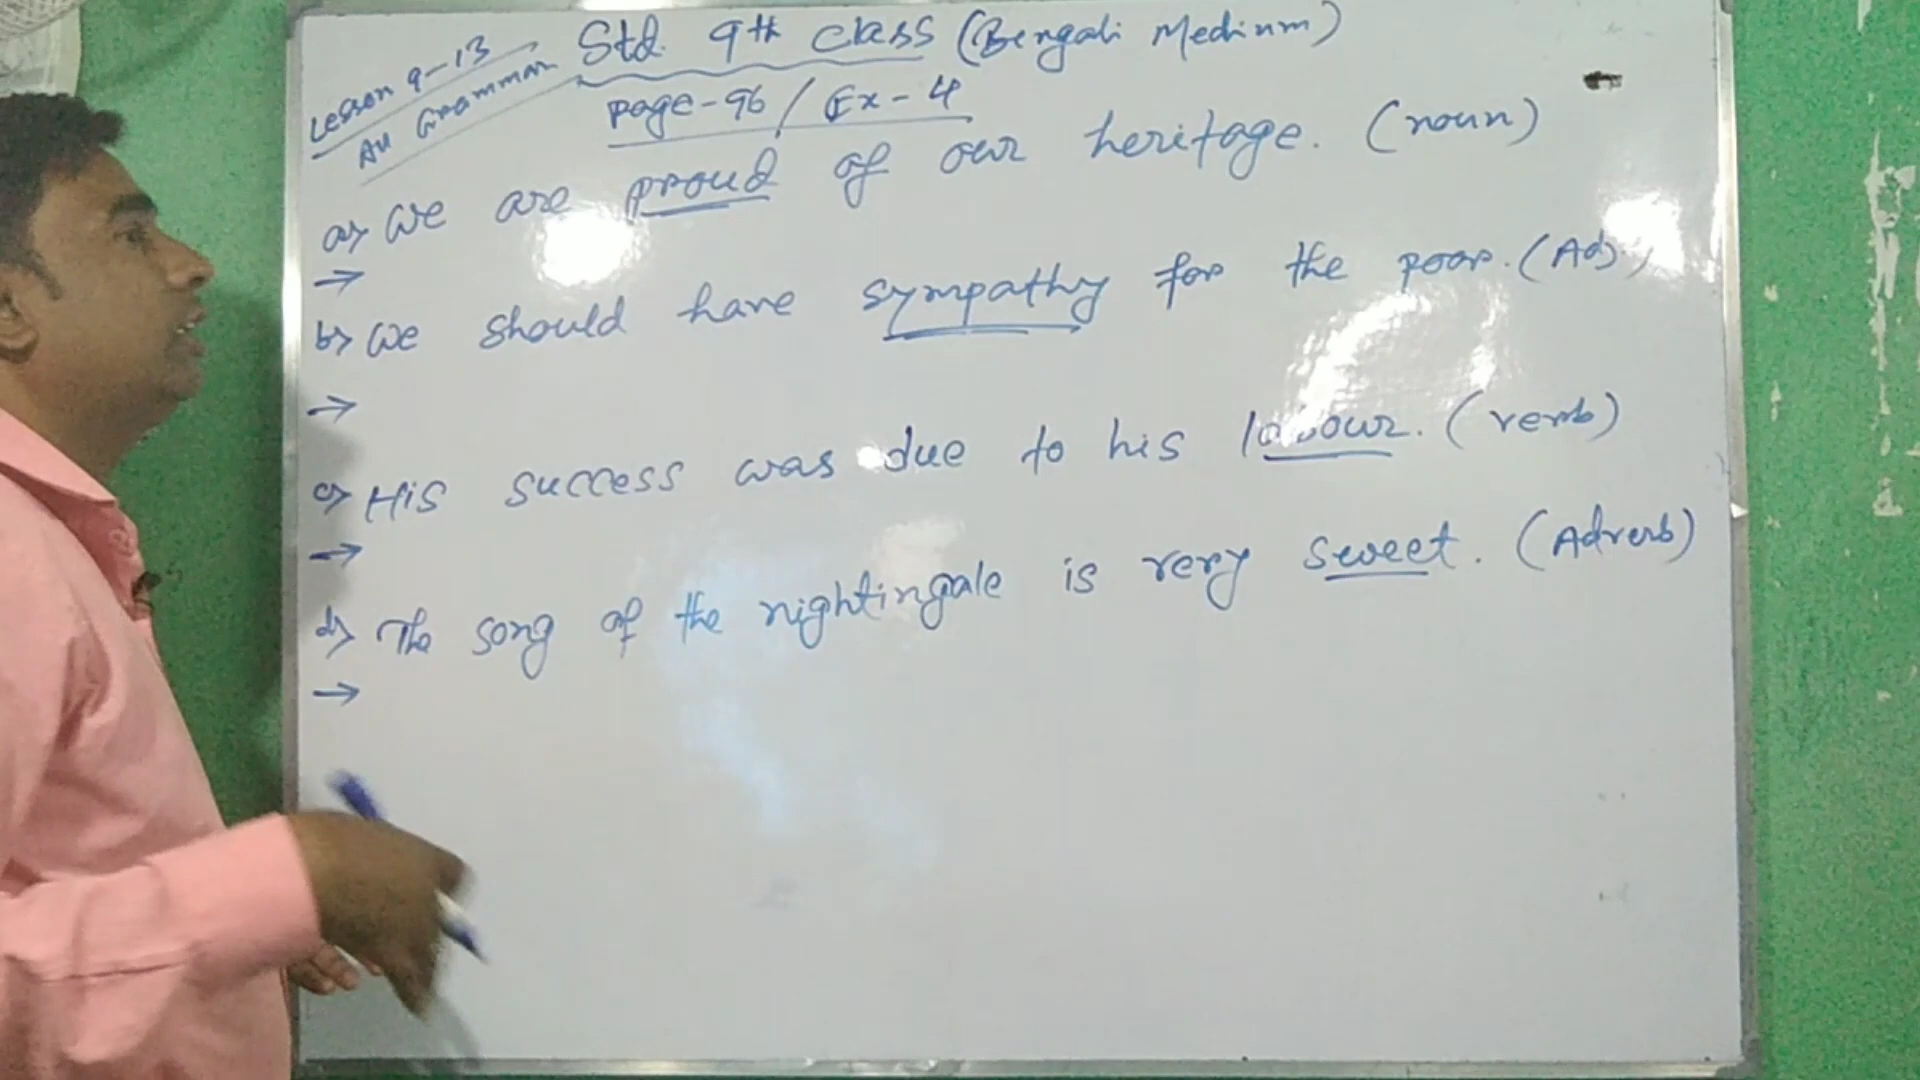 Lesson 9-13
All Grammar
Std. 9th class (Bengali Medium)
Page-96 / Ex-4
a) We are proud of our heritage. (noun)
→
b) We should have sympathy for the poor. (Adj.)
→
c) His success was due to his labour. (verb)
→
d) The song of the nightingale is very sweet. (Adverb)
→